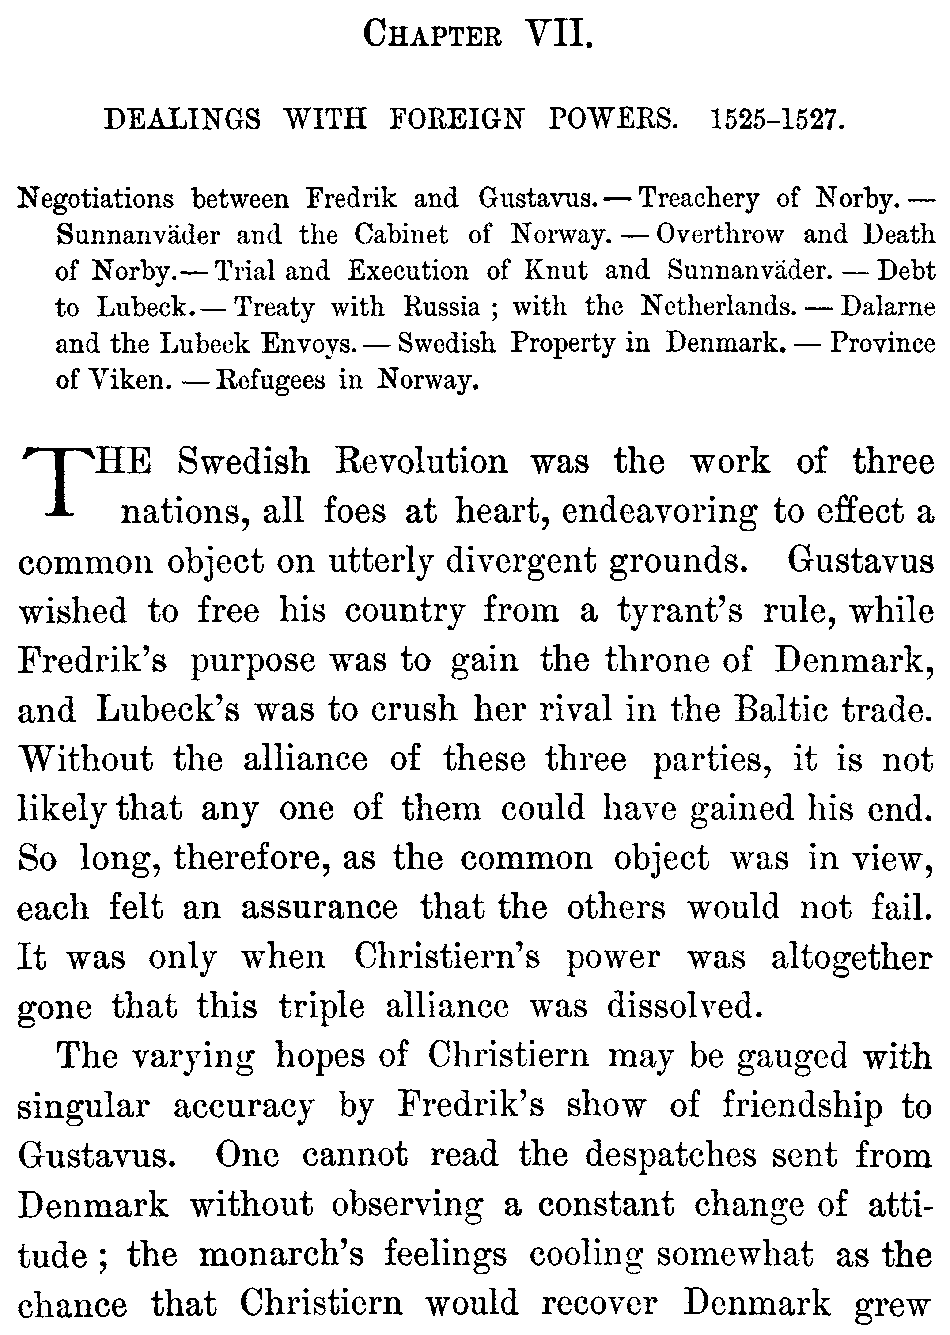 CHAPTER VII.
DEALINGS WITH FOREIGN POWERS. 1525–1527.
Negotiations between Fredrik and Gustavus.—Treachery of Norby.—
Sunnanväder and the Cabinet of Norway.—Overthrow and Death
of Norby.—Trial and Execution of Knut and Sunnanväder.—Debt
to Lubeck.—Treaty with Russia ; with the Netherlands.—Dalarne
and the Lubeck Envoys.—Swedish Property in Denmark.—Province
of Viken.—Refugees in Norway.
THE Swedish Revolution was the work of three
nations, all foes at heart, endeavoring to effect a
common object on utterly divergent grounds. Gustavus
wished to free his country from a tyrant's rule, while
Fredrik's purpose was to gain the throne of Denmark,
and Lubeck's was to crush her rival in the Baltic trade.
Without the alliance of these three parties, it is not
likely that any one of them could have gained his end.
So long, therefore, as the common object was in view,
each felt an assurance that the others would not fail.
It was only when Christiern's power was altogether
gone that this triple alliance was dissolved.
The varying hopes of Christiern may be gauged with
singular accuracy by Fredrik's show of friendship to
Gustavus. One cannot read the despatches sent from
Denmark without observing a constant change of atti-
tude ; the monarch's feelings cooling somewhat as the
chance that Christiern would recover Denmark grew